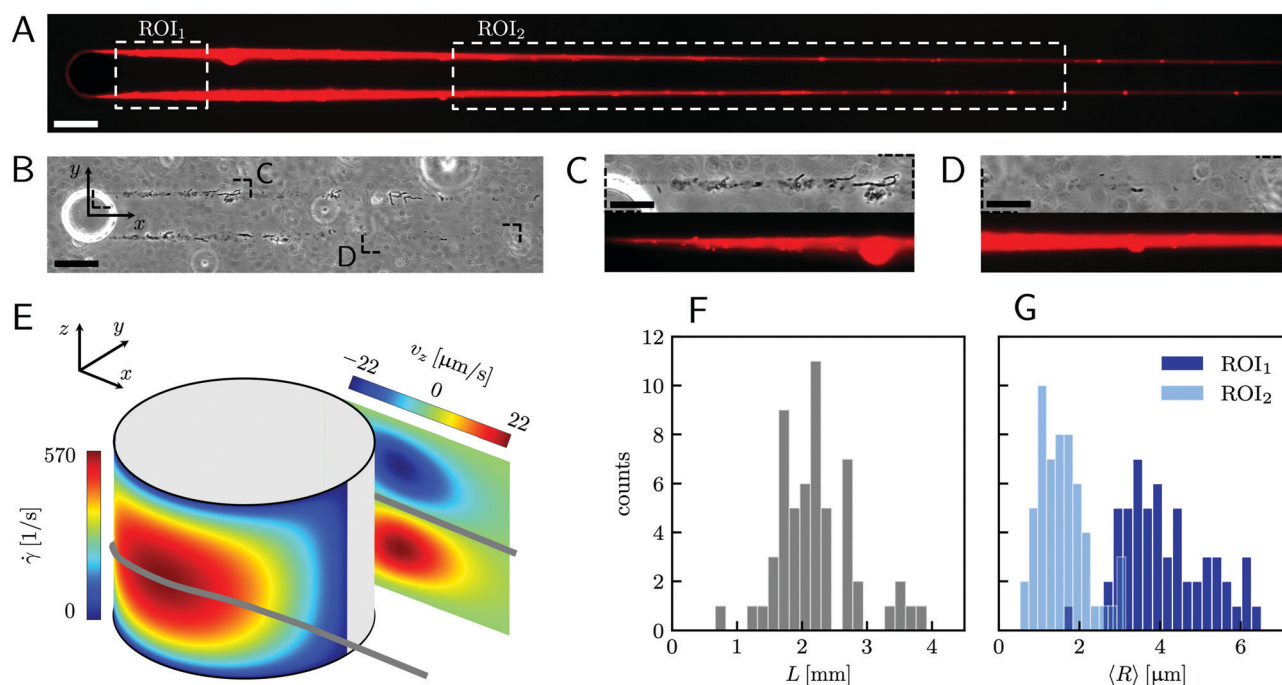 A
ROI₁
ROI₂
B
y
x
C
D
C
D
E
z
y
x
v_z [μm/s]
−22
0
22
570
γ̇ [1/s]
0
F
counts
12
10
8
6
4
2
0
0
1
2
3
4
L [mm]
G
ROI₁
ROI₂
0
2
4
6
⟨R⟩ [μm]